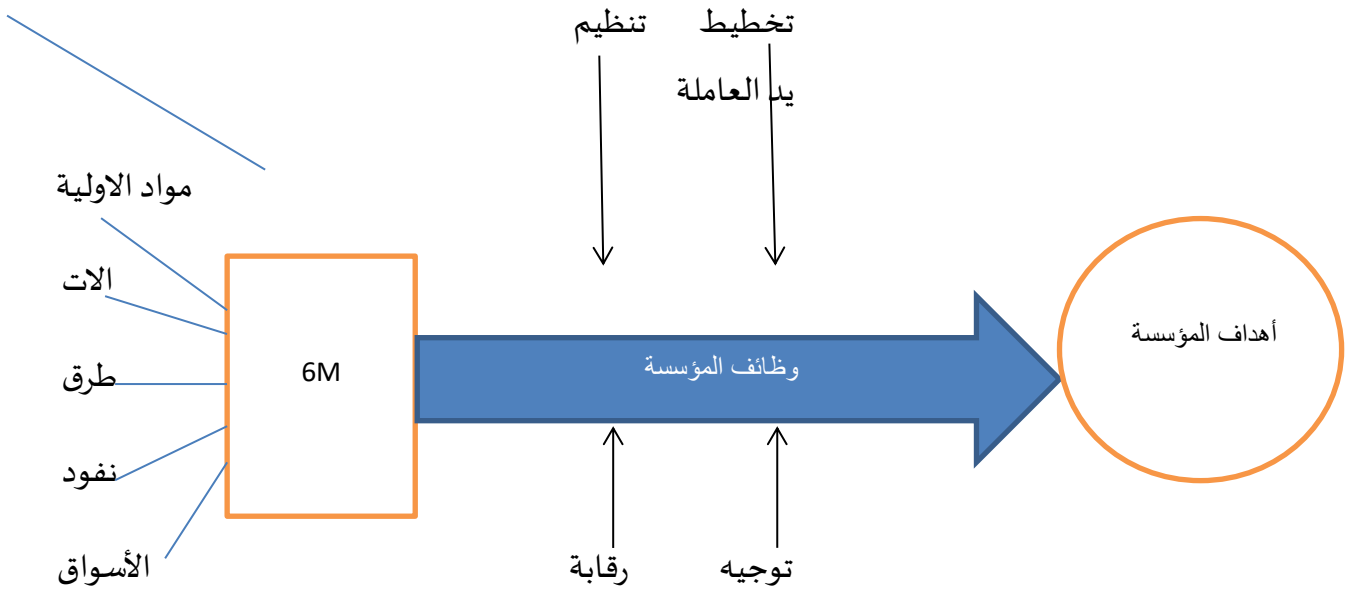 تنظيم تخطيط
يد العاملة
مواد الاولية
الات
طرق
نفود
الأسواق
6M
وظائف المؤسسة
أهداف المؤسسة
رقابة توجيه